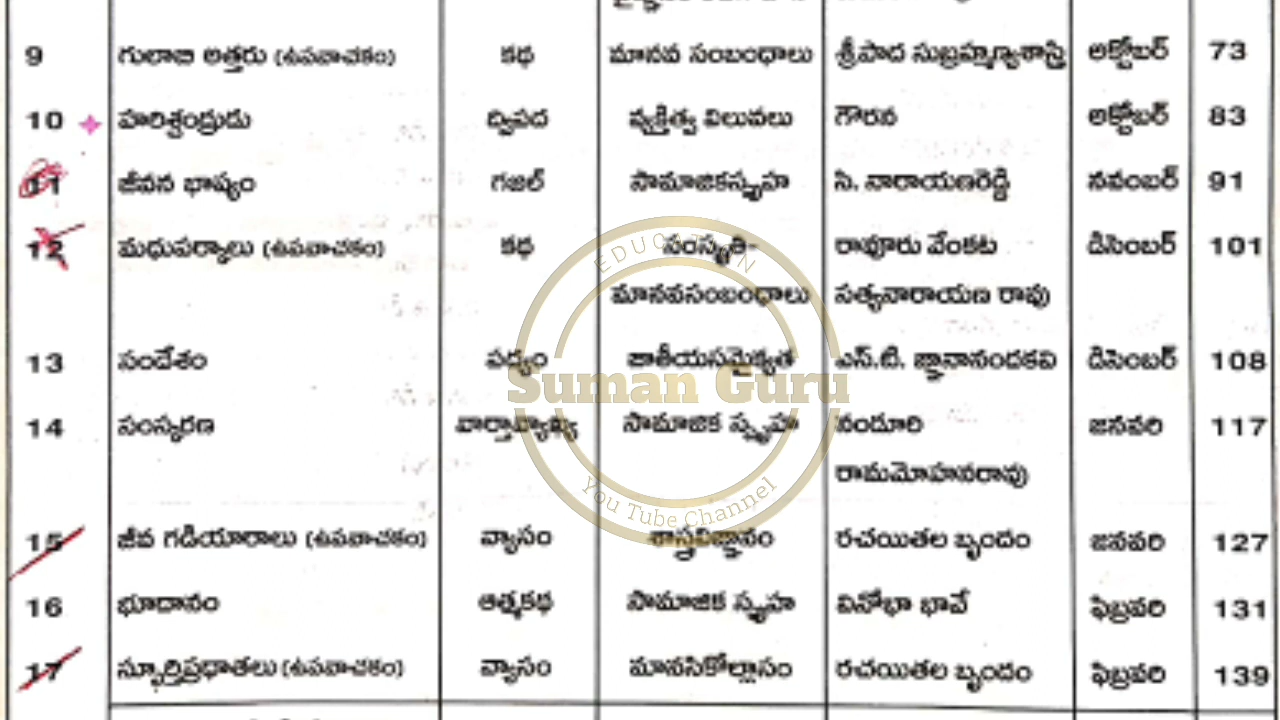 9 గులాబి అత్తరు (ఉపవాచకం) కథ మానవ సంబంధాలు శ్రీపాద సుబ్రహ్మణ్యశాస్త్రి అక్టోబర్ 73
10 హరిశ్చంద్రుడు ద్విపద వ్యక్తిత్వ విలువలు గౌరన అక్టోబర్ 83
11 జీవన భాష్యం గజల్ సామాజికస్పృహ సి. నారాయణరెడ్డి నవంబర్ 91
12 మధుపర్కాలు (ఉపవాచకం) కథ సంస్కృతి- రావూరు వేంకట డిసెంబర్ 101
మానవసంబంధాలు సత్యనారాయణ రావు
13 సందేశం పద్యం జాతీయసమైక్యత ఎస్.టి. జ్ఞానానందకవి డిసెంబర్ 108
14 సంస్కరణ వార్తావ్యాఖ్య సామాజిక స్పృహ నందూరి జనవరి 117
రామమోహనరావు
15 జీవ గడియారాలు (ఉపవాచకం) వ్యాసం శాస్త్రవిజ్ఞానం రచయితల బృందం జనవరి 127
16 భూదానం ఆత్మకథ సామాజిక స్పృహ వినోభా భావే ఫిబ్రవరి 131
17 స్ఫూర్తిప్రధాతలు (ఉపవాచకం) వ్యాసం మానసికోల్లాసం రచయితల బృందం ఫిబ్రవరి 139
EDUCATION
Suman Guru
You Tube Channel